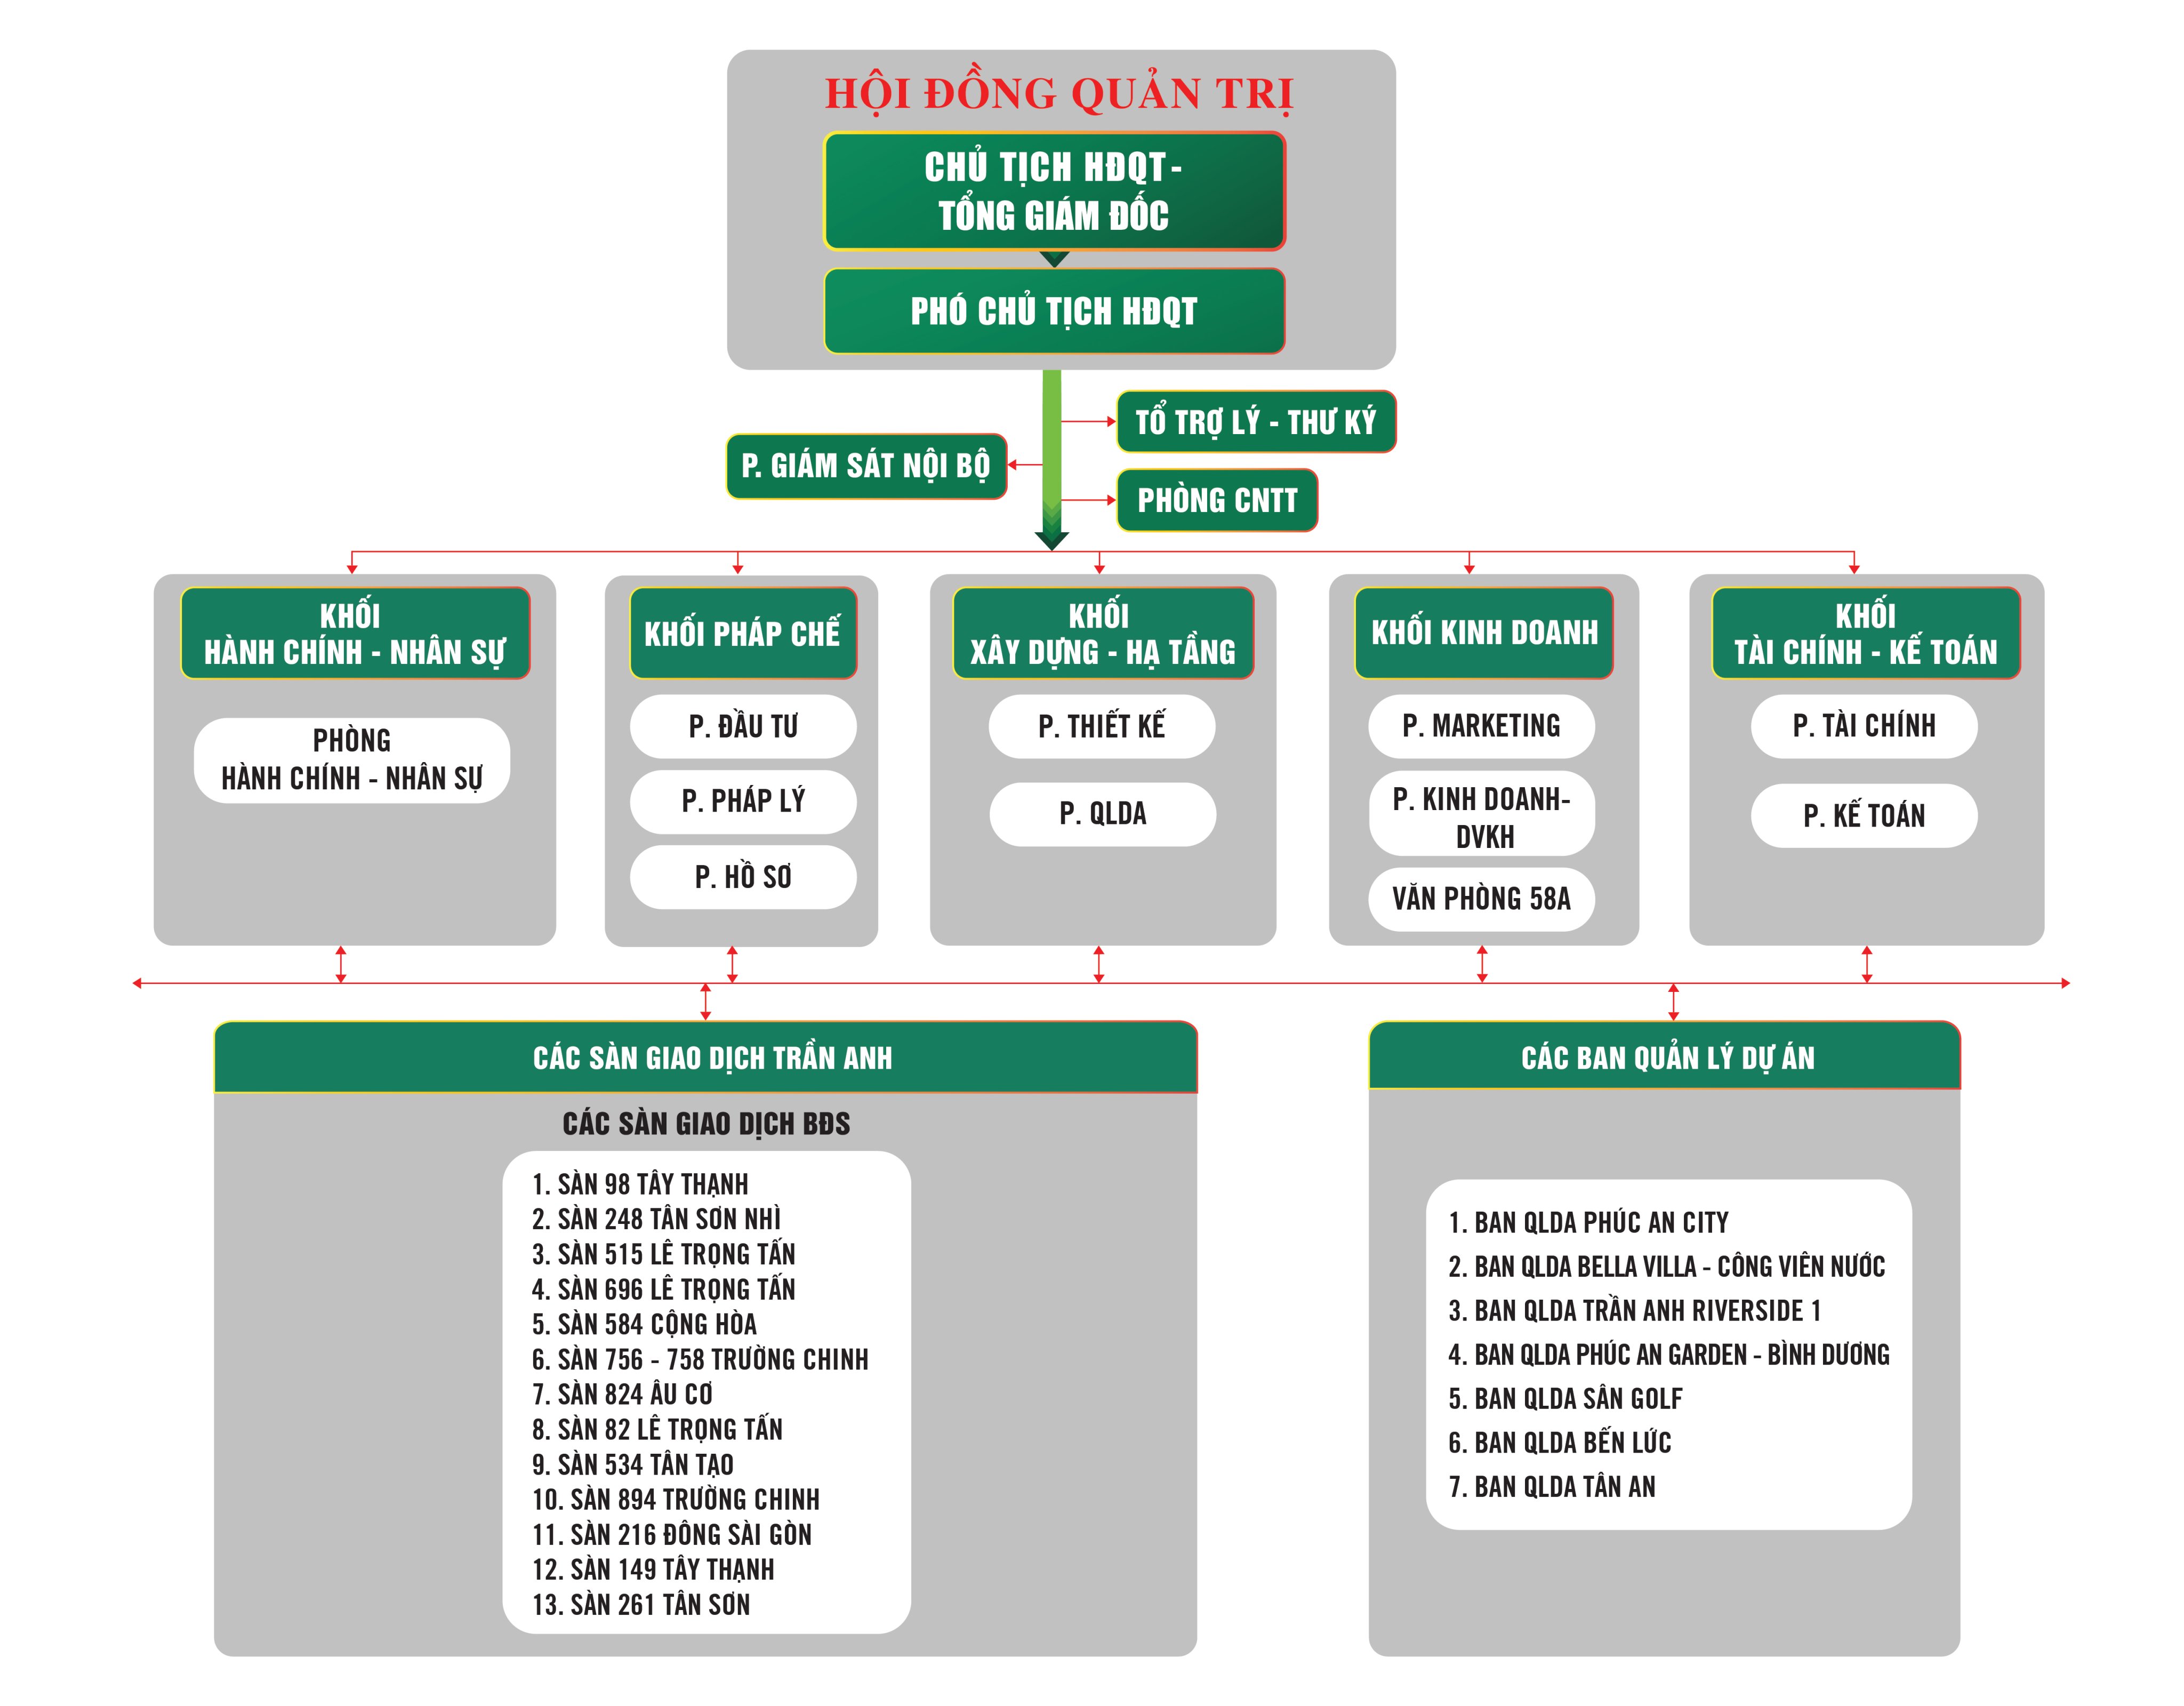 HỘI ĐỒNG QUẢN TRỊ
CHỦ TỊCH HĐQT-
TỔNG GIÁM ĐỐC
PHÓ CHỦ TỊCH HĐQT
TỔ TRỢ LÝ - THƯ KÝ
P. GIÁM SÁT NỘI BỘ
PHÒNG CNTT
KHỐI
HÀNH CHÍNH - NHÂN SỰ
PHÒNG
HÀNH CHÍNH - NHÂN SỰ
KHỐI PHÁP CHẾ
P. ĐẦU TƯ
P. PHÁP LÝ
P. HỒ SƠ
KHỐI
XÂY DỰNG - HẠ TẦNG
P. THIẾT KẾ
P. QLDA
KHỐI KINH DOANH
P. MARKETING
P. KINH DOANH-
DVKH
VĂN PHÒNG 58A
KHỐI
TÀI CHÍNH - KẾ TOÁN
P. TÀI CHÍNH
P. KẾ TOÁN
CÁC SÀN GIAO DỊCH TRẦN ANH
CÁC SÀN GIAO DỊCH BĐS
1. SÀN 98 TÂY THẠNH
2. SÀN 248 TÂN SƠN NHÌ
3. SÀN 515 LÊ TRỌNG TẤN
4. SÀN 696 LÊ TRỌNG TẤN
5. SÀN 584 CỘNG HÒA
6. SÀN 756 - 758 TRƯỜNG CHINH
7. SÀN 824 ÂU CƠ
8. SÀN 82 LÊ TRỌNG TẤN
9. SÀN 534 TÂN TẠO
10. SÀN 894 TRƯỜNG CHINH
11. SÀN 216 ĐÔNG SÀI GÒN
12. SÀN 149 TÂY THẠNH
13. SÀN 261 TÂN SƠN
CÁC BAN QUẢN LÝ DỰ ÁN
1. BAN QLDA PHÚC AN CITY
2. BAN QLDA BELLA VILLA - CÔNG VIÊN NƯỚC
3. BAN QLDA TRẦN ANH RIVERSIDE 1
4. BAN QLDA PHÚC AN GARDEN - BÌNH DƯƠNG
5. BAN QLDA SÂN GOLF
6. BAN QLDA BẾN LỨC
7. BAN QLDA TÂN AN